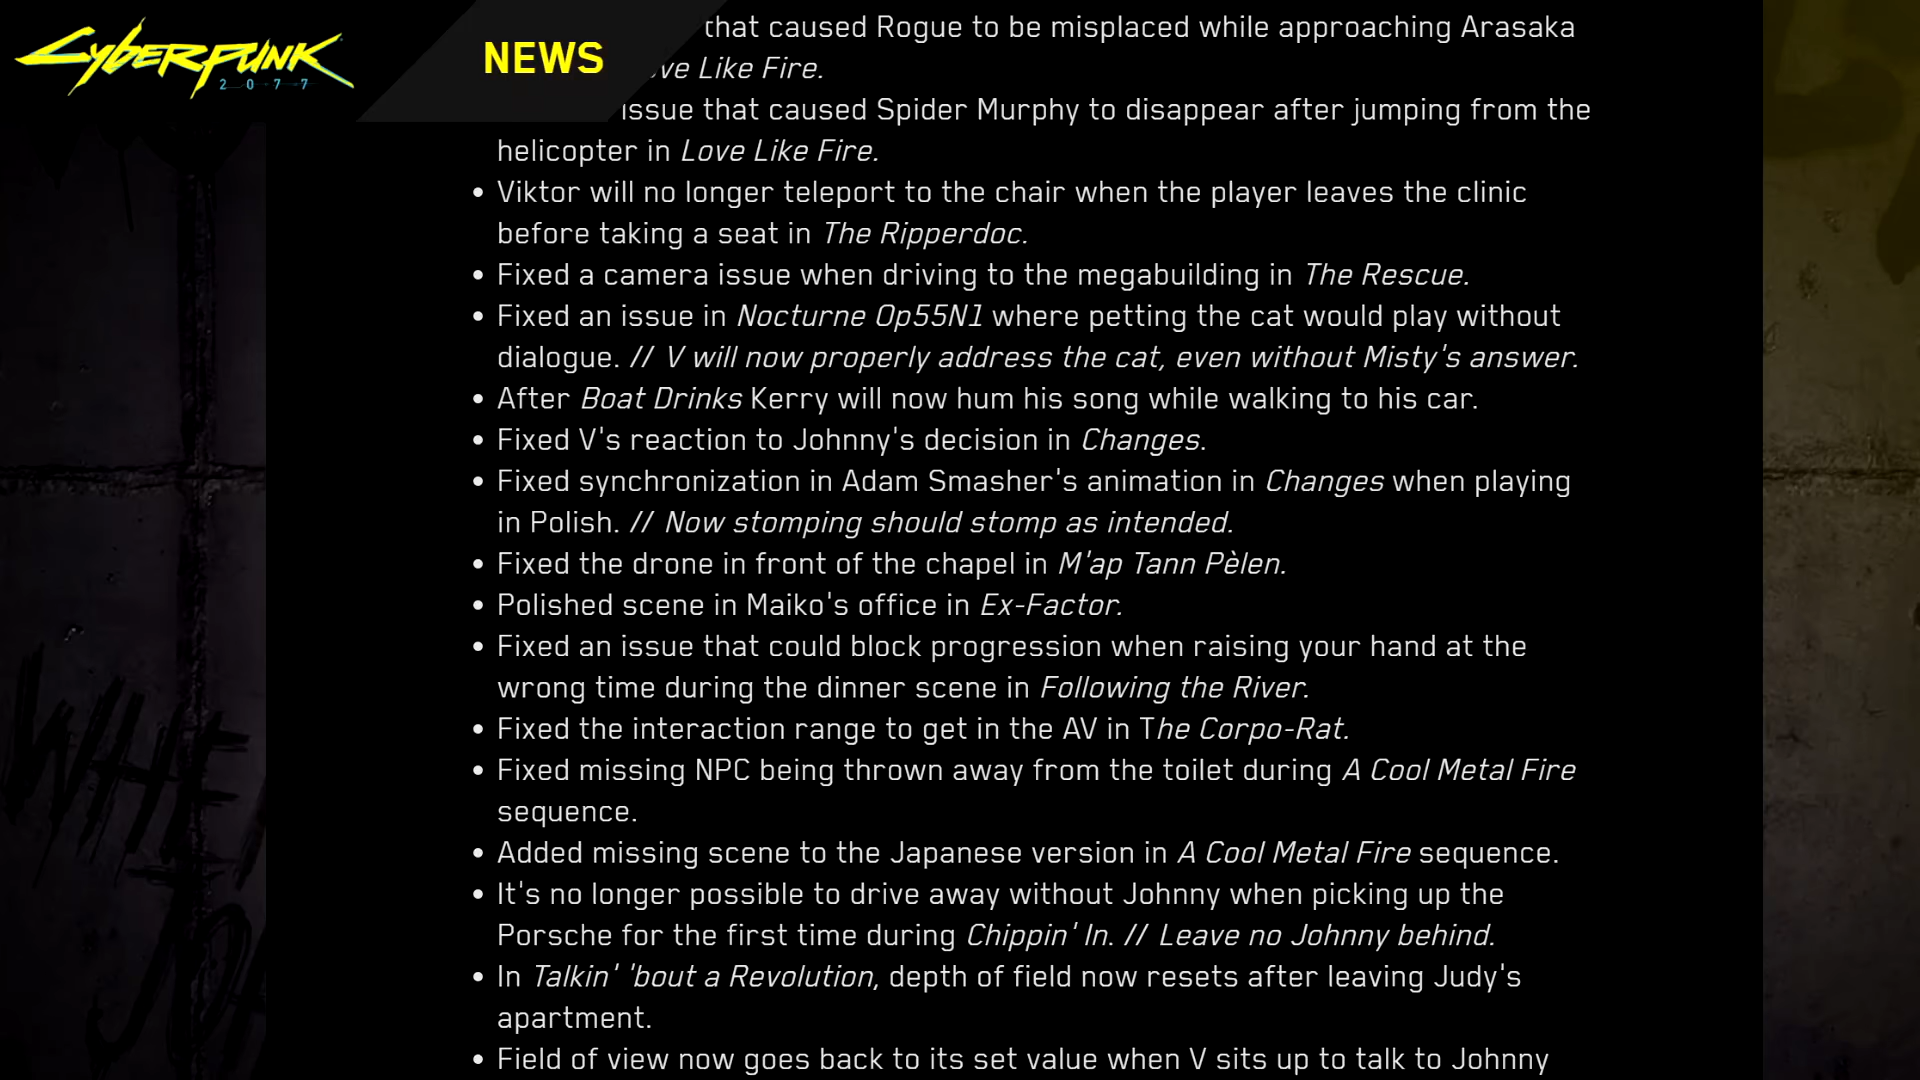 CYBERPUNK
2077
NEWS
that caused Rogue to be misplaced while approaching Arasaka
ve Like Fire.
issue that caused Spider Murphy to disappear after jumping from the
helicopter in Love Like Fire.
• Viktor will no longer teleport to the chair when the player leaves the clinic
before taking a seat in The Ripperdoc.
• Fixed a camera issue when driving to the megabuilding in The Rescue.
• Fixed an issue in Nocturne Op55N1 where petting the cat would play without
dialogue. // V will now properly address the cat, even without Misty's answer.
• After Boat Drinks Kerry will now hum his song while walking to his car.
• Fixed V's reaction to Johnny's decision in Changes.
• Fixed synchronization in Adam Smasher's animation in Changes when playing
in Polish. // Now stomping should stomp as intended.
• Fixed the drone in front of the chapel in M'ap Tann Pèlen.
• Polished scene in Maiko's office in Ex-Factor.
• Fixed an issue that could block progression when raising your hand at the
wrong time during the dinner scene in Following the River.
• Fixed the interaction range to get in the AV in The Corpo-Rat.
• Fixed missing NPC being thrown away from the toilet during A Cool Metal Fire
sequence.
• Added missing scene to the Japanese version in A Cool Metal Fire sequence.
• It's no longer possible to drive away without Johnny when picking up the
Porsche for the first time during Chippin' In. // Leave no Johnny behind.
• In Talkin' 'bout a Revolution, depth of field now resets after leaving Judy's
apartment.
• Field of view now goes back to its set value when V sits up to talk to Johnny